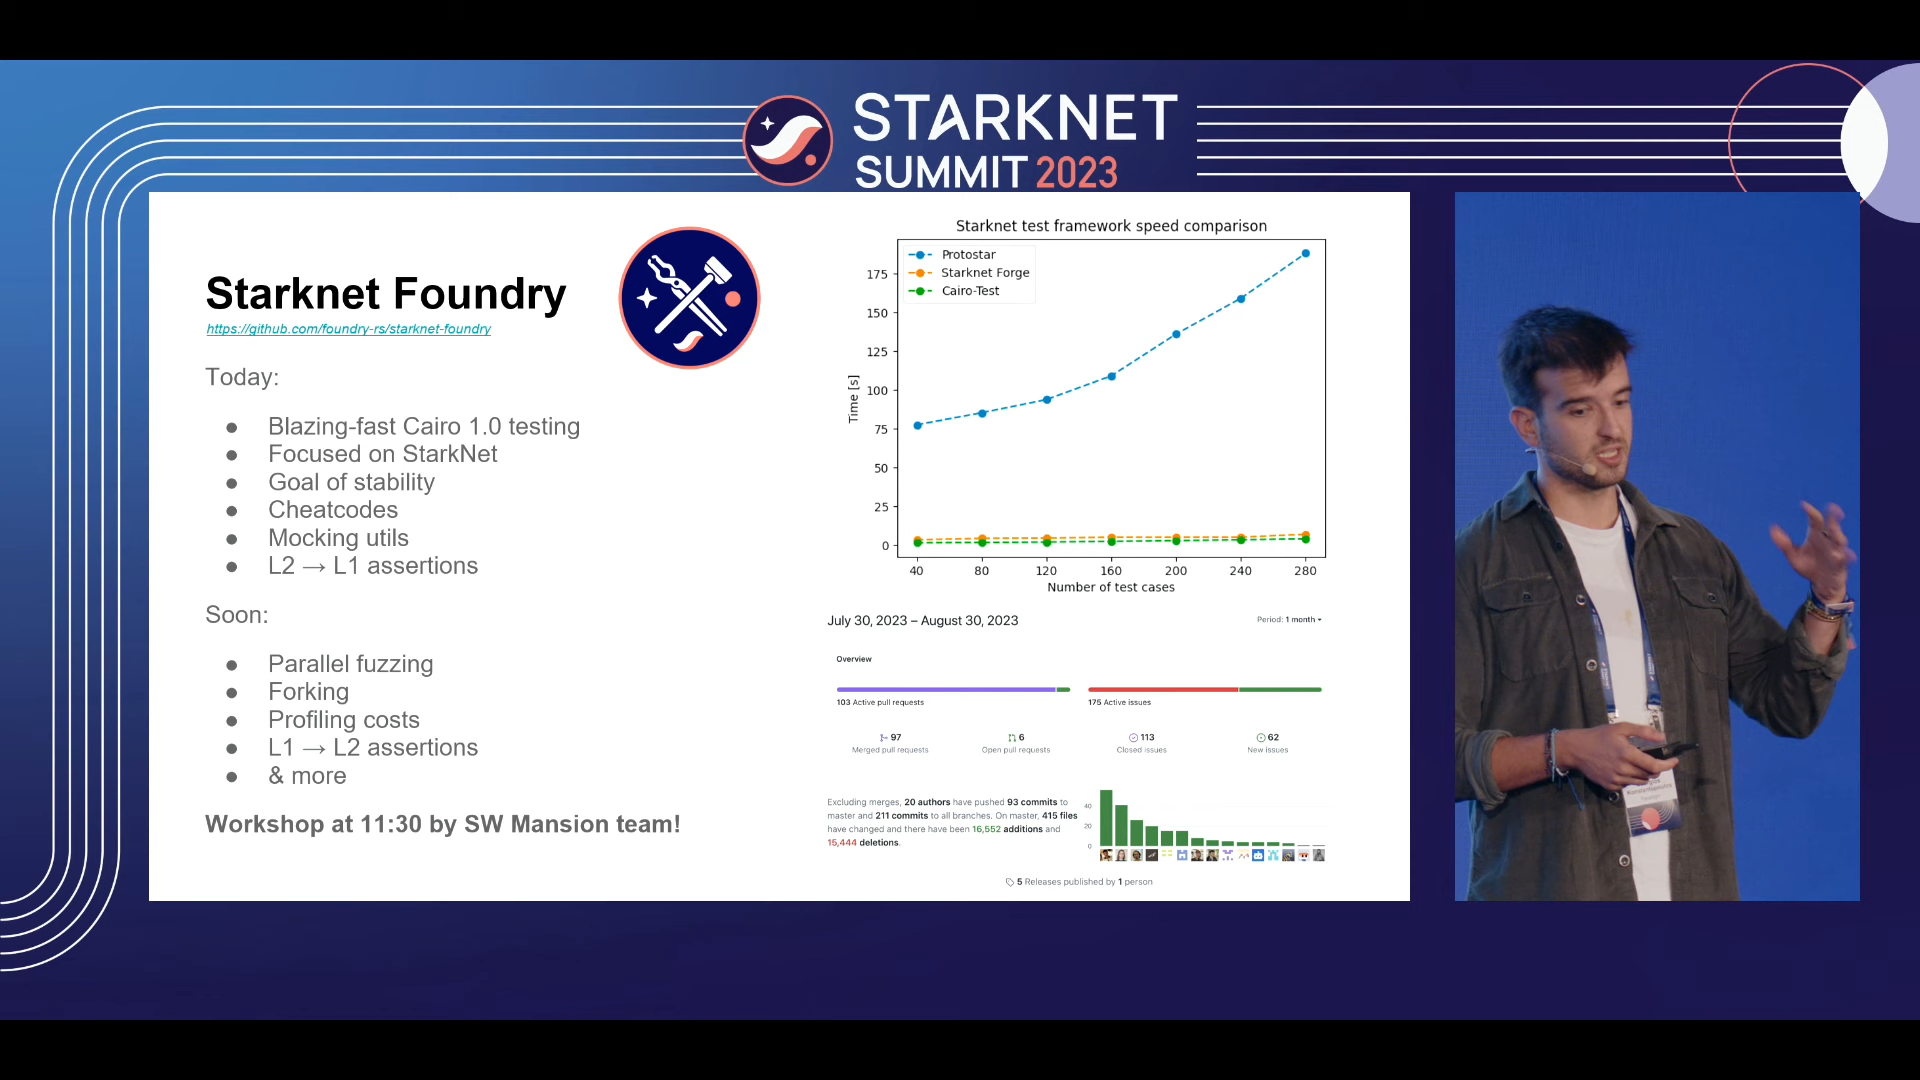 STARKNET
SUMMIT 2023
Starknet Foundry
https://github.com/foundry-rs/starknet-foundry
Today:
● Blazing-fast Cairo 1.0 testing
● Focused on StarkNet
● Goal of stability
● Cheatcodes
● Mocking utils
● L2 → L1 assertions
Soon:
● Parallel fuzzing
● Forking
● Profiling costs
● L1 → L2 assertions
● & more
Workshop at 11:30 by SW Mansion team!
Starknet test framework speed comparison
Protostar
Starknet Forge
Cairo-Test
175
150
125
100
75
50
25
0
Time [s]
40 80 120 160 200 240 280
Number of test cases
July 30, 2023 – August 30, 2023
Period: 1 month
Overview
103 Active pull requests
175 Active issues
97
Merged pull requests
6
Open pull requests
113
Closed issues
62
New issues
Excluding merges, 20 authors have pushed 93 commits to
master and 211 commits to all branches. On master, 415 files
have changed and there have been 16,552 additions and
15,444 deletions.
40
20
0
5 Releases published by 1 person